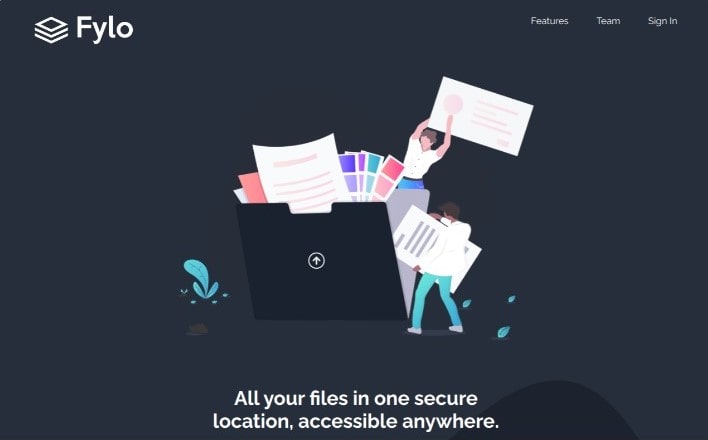 Fylo
Features Team Sign In
All your files in one secure
location, accessible anywhere.